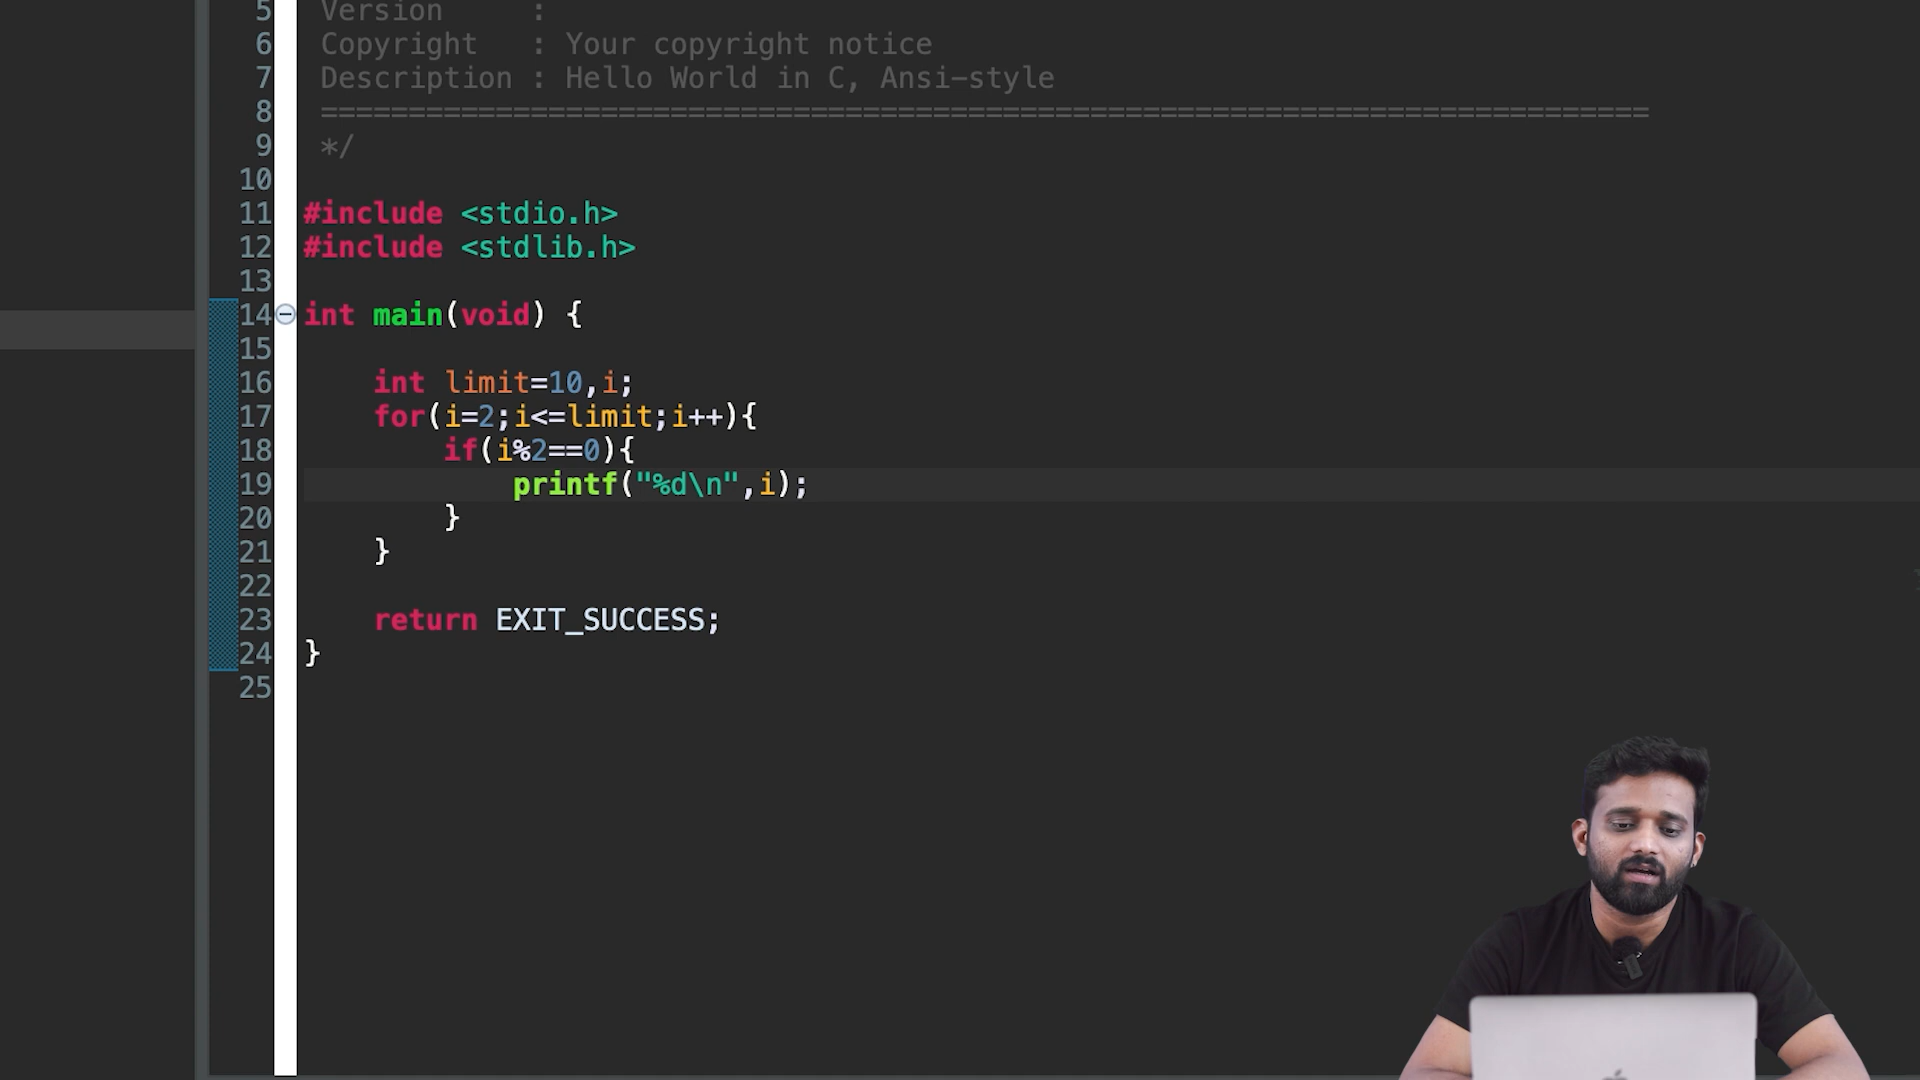 5 Version :
6 Copyright : Your copyright notice
7 Description : Hello World in C, Ansi-style
8 ============================================================================
9 */
10
11 #include <stdio.h>
12 #include <stdlib.h>
13
14 int main(void) {
15
16 int limit=10,i;
17 for(i=2;i<=limit;i++){
18 if(i%2==0){
19 printf("%d\n",i);
20 }
21 }
22
23 return EXIT_SUCCESS;
24 }
25